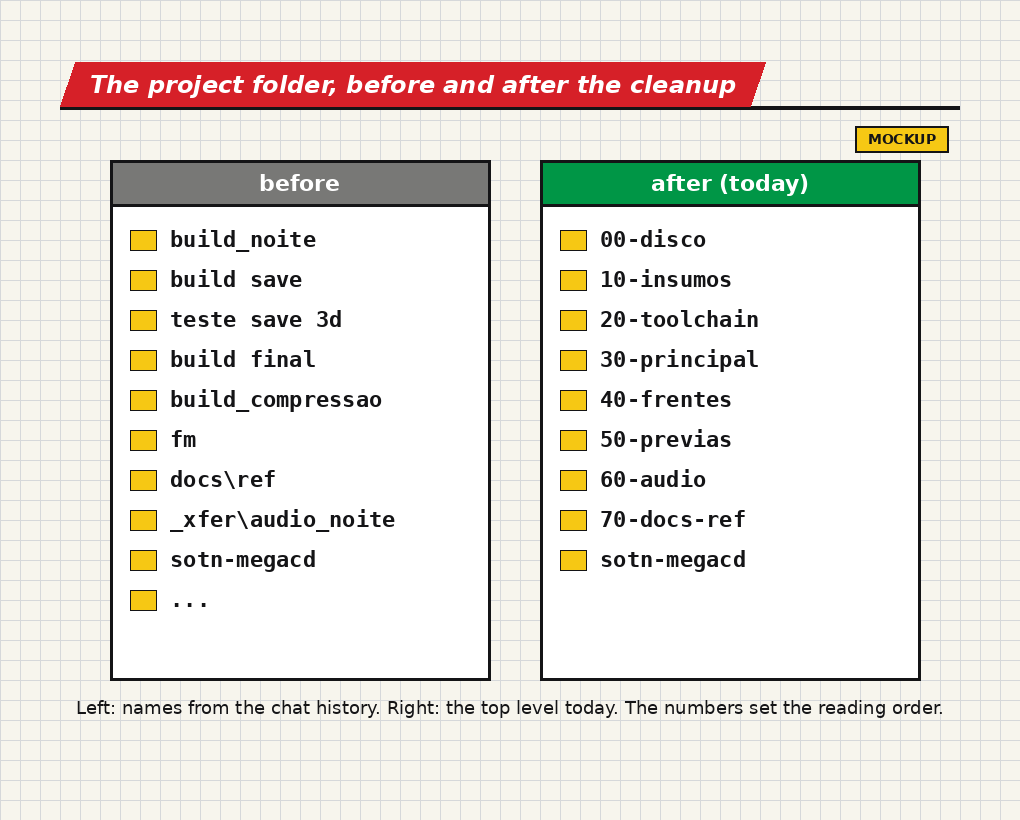 The project folder, before and after the cleanup
MOCKUP
before
build_noite
build save
teste save 3d
build final
build_compressao
fm
docs\ref
_xfer\audio_noite
sotn-megacd
...
after (today)
00-disco
10-insumos
20-toolchain
30-principal
40-frentes
50-previas
60-audio
70-docs-ref
sotn-megacd
Left: names from the chat history. Right: the top level today. The numbers set the reading order.